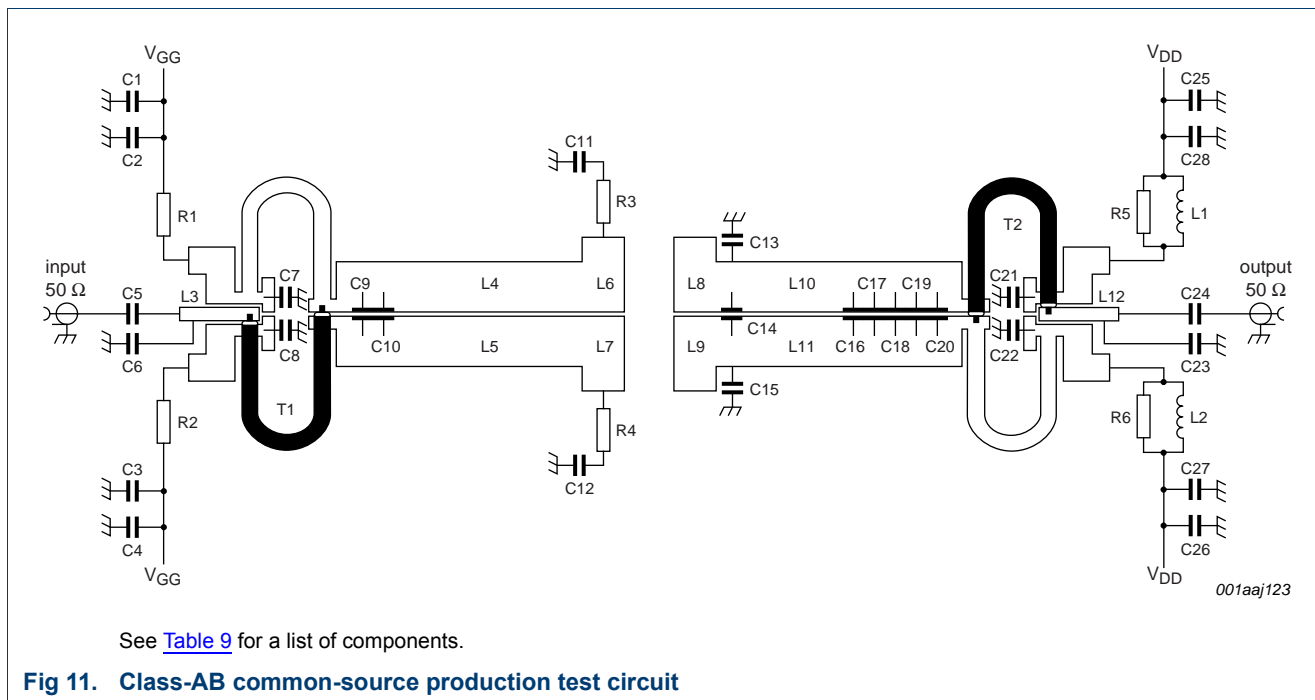 VGG
C1
C2
R1
input
50 Ω
C5
L3
C6
C7
C8
C9
C10
L4
L5
C11
R3
L6
L7
R2
T1
R4
C12
C3
C4
VGG
VDD
C25
C28
R5
L1
T2
C13
L8
L10
C17
C19
C21
L12
C24
output
50 Ω
C14
L9
L11
C16
C18
C20
C22
C23
C15
R6
L2
C27
C26
VDD
001aaj123
See Table 9 for a list of components.
Fig 11. Class-AB common-source production test circuit